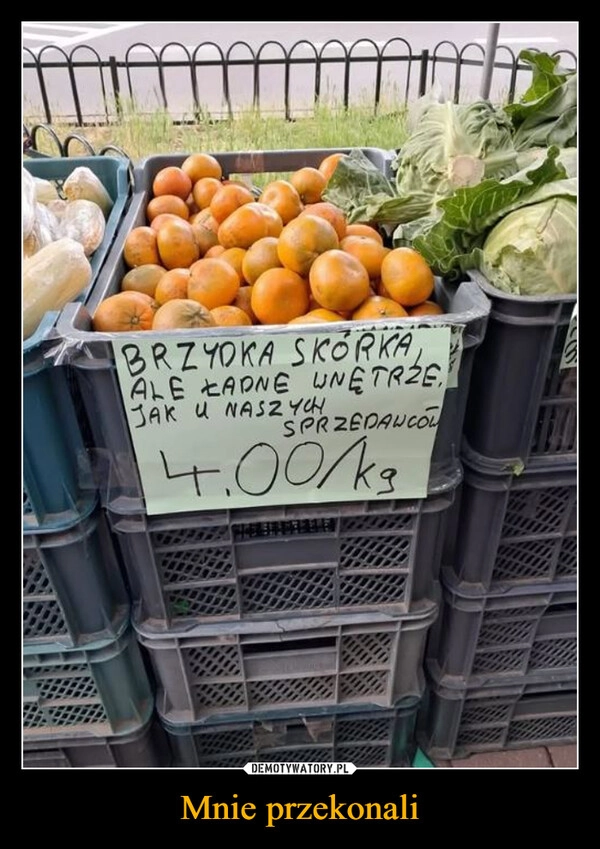 BRZYDKA SKÓRKA,
ALE ŁADNE WNĘTRZE,
JAK U NASZYCH
SPRZEDAWCÓW
4.00/kg
DEMOTYWATORY.PL
Mnie przekonali